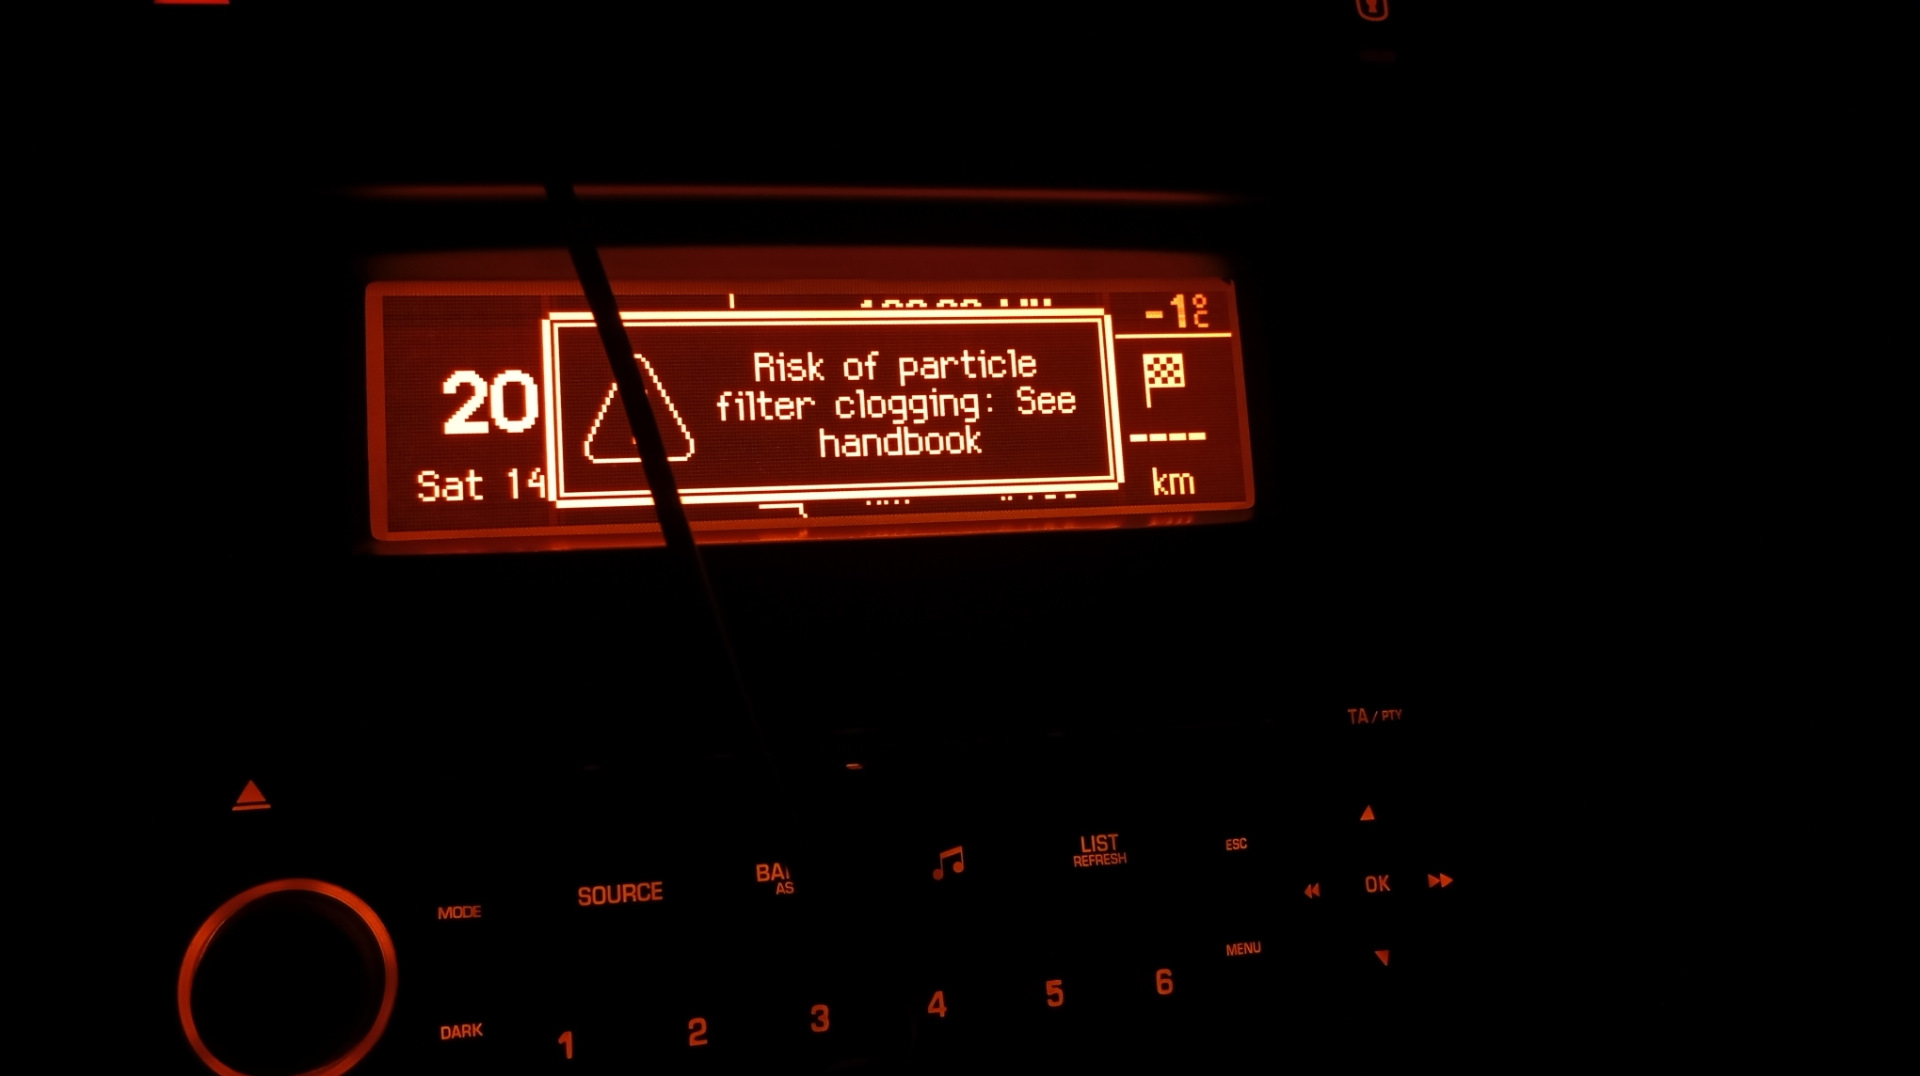 -1°C
20
Risk of particle
filter clogging: See
handbook
Sat 14
----
km
TA / PTY
MODE
SOURCE
AS
LIST
REFRESH
ESC
OK
MENU
DARK
1 2 3 4 5 6